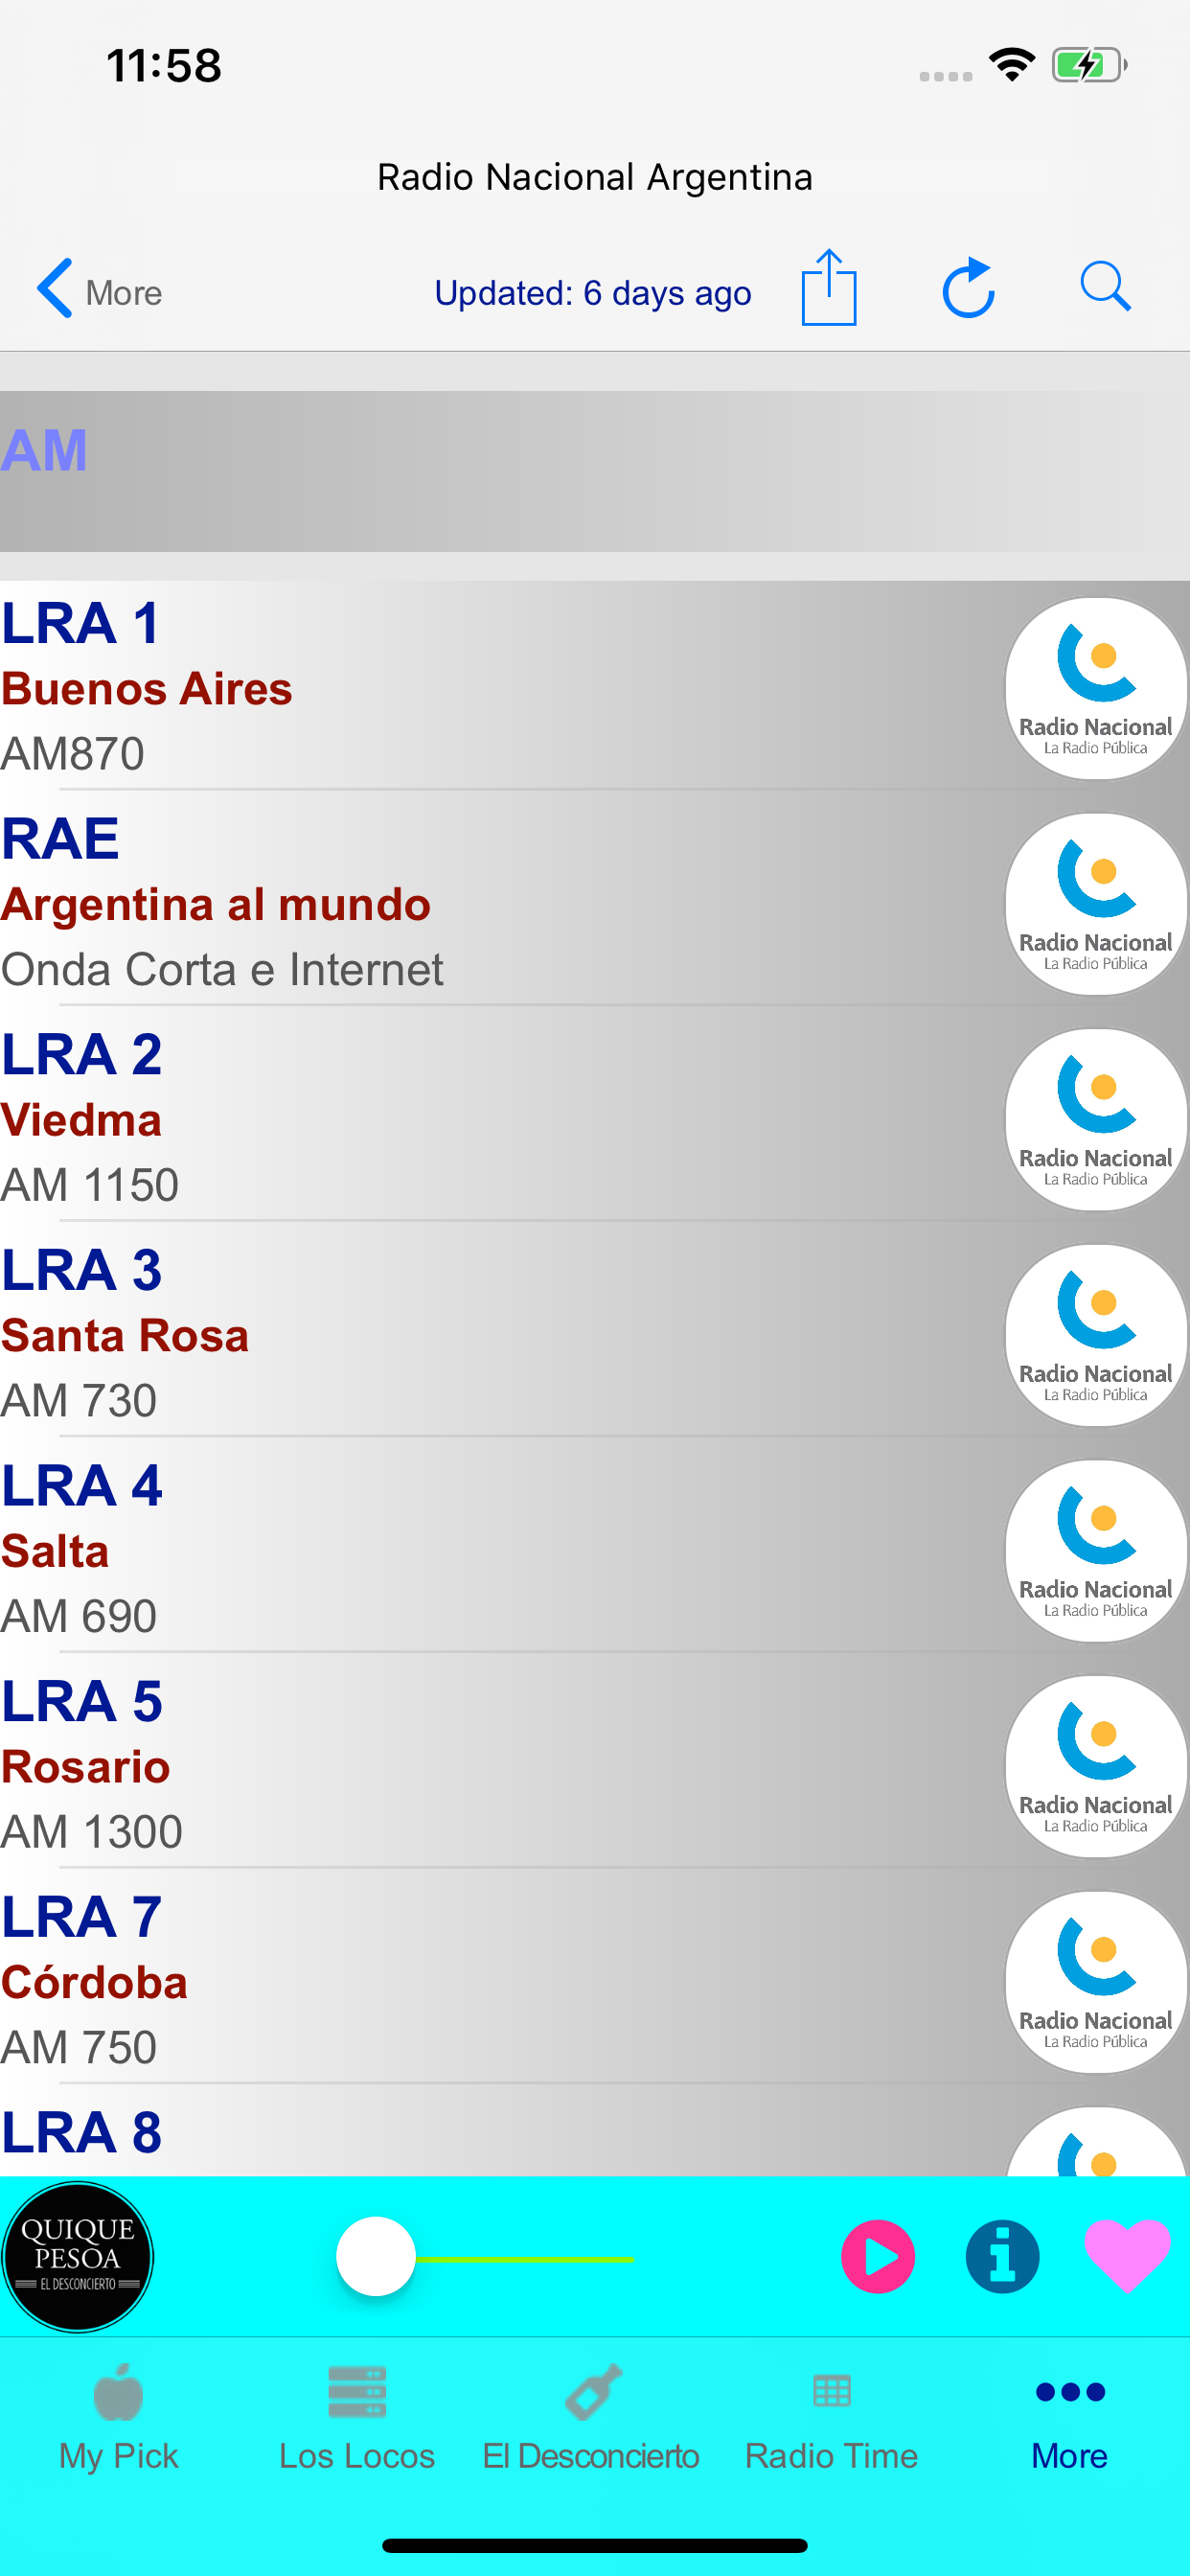 11:58
Radio Nacional Argentina
More
Updated: 6 days ago
AM
LRA 1
Buenos Aires
AM870
Radio Nacional
La Radio Pública
RAE
Argentina al mundo
Onda Corta e Internet
Radio Nacional
La Radio Pública
LRA 2
Viedma
AM 1150
Radio Nacional
La Radio Pública
LRA 3
Santa Rosa
AM 730
Radio Nacional
La Radio Pública
LRA 4
Salta
AM 690
Radio Nacional
La Radio Pública
LRA 5
Rosario
AM 1300
Radio Nacional
La Radio Pública
LRA 7
Córdoba
AM 750
Radio Nacional
La Radio Pública
LRA 8
QUIQUE
PESOA
EL DESCONCIERTO
My Pick
Los Locos
El Desconcierto
Radio Time
More